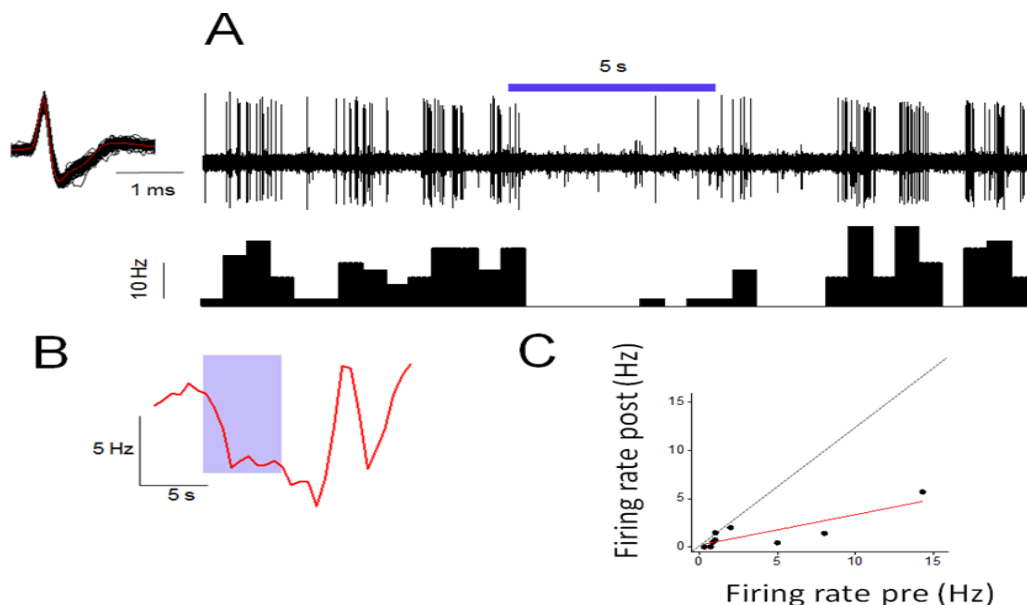 A
5 s
1 ms
10 Hz
B
5 Hz
5 s
C
Firing rate post (Hz)
15
10
5
0
0
5
10
15
Firing rate pre (Hz)